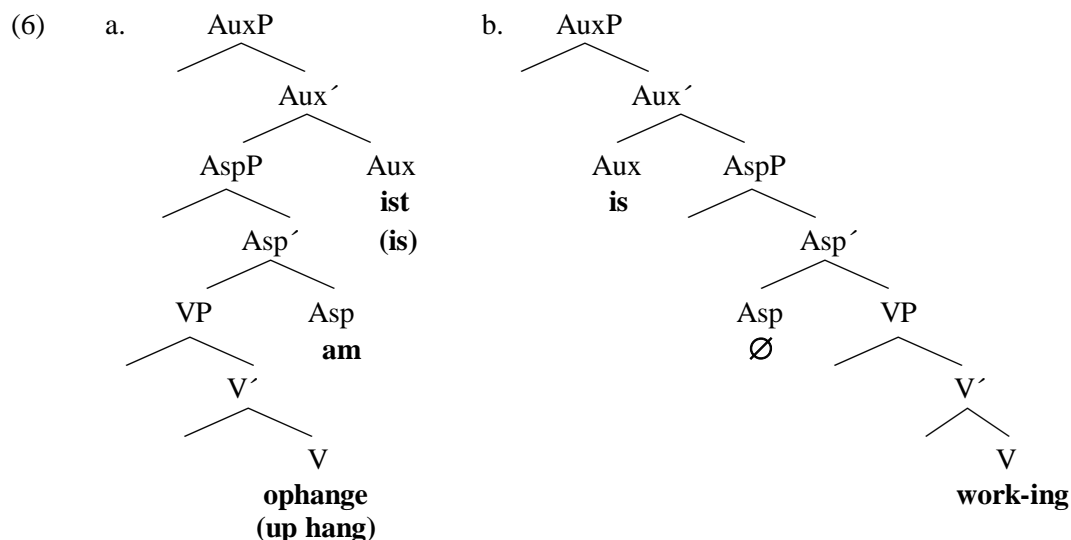 (6) a. AuxP b. AuxP
Aux´ Aux´
AspP Aux Aux AspP
ist is
(is) Asp´
Asp´
VP Asp Asp VP
am ∅
V´ V´
V V
ophange work-ing
(up hang)